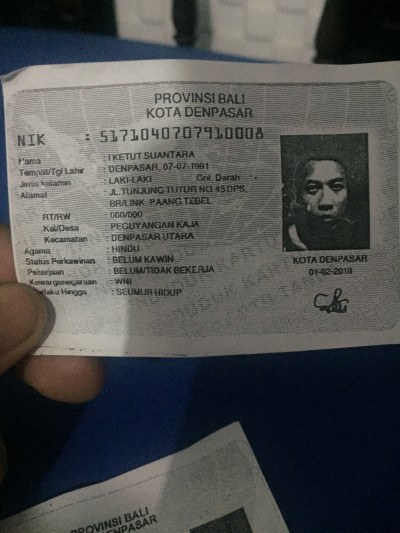 PROVINSI BALI
KOTA DENPASAR
NIK : 5171040707910008
Nama : I KETUT SUANTARA
Tempat/Tgl Lahir : DENPASAR, 07-07-1991
Jenis kelamin : LAKI-LAKI Gol. Darah : -
Alamat : JL.TUNJUNG TUTUR NO 45 DPS,
BR/LINK. PAANG TEBEL
RT/RW : 000/000
Kel/Desa : PEGUYANGAN KAJA
Kecamatan : DENPASAR UTARA
Agama : HINDU
Status Perkawinan : BELUM KAWIN
Pekerjaan : BELUM/TIDAK BEKERJA
Kewarganegaraan : WNI
Hingga : SEUMUR HIDUP
KOTA DENPASAR
01-02-2018
PROVINSI BALI
DENPASAR